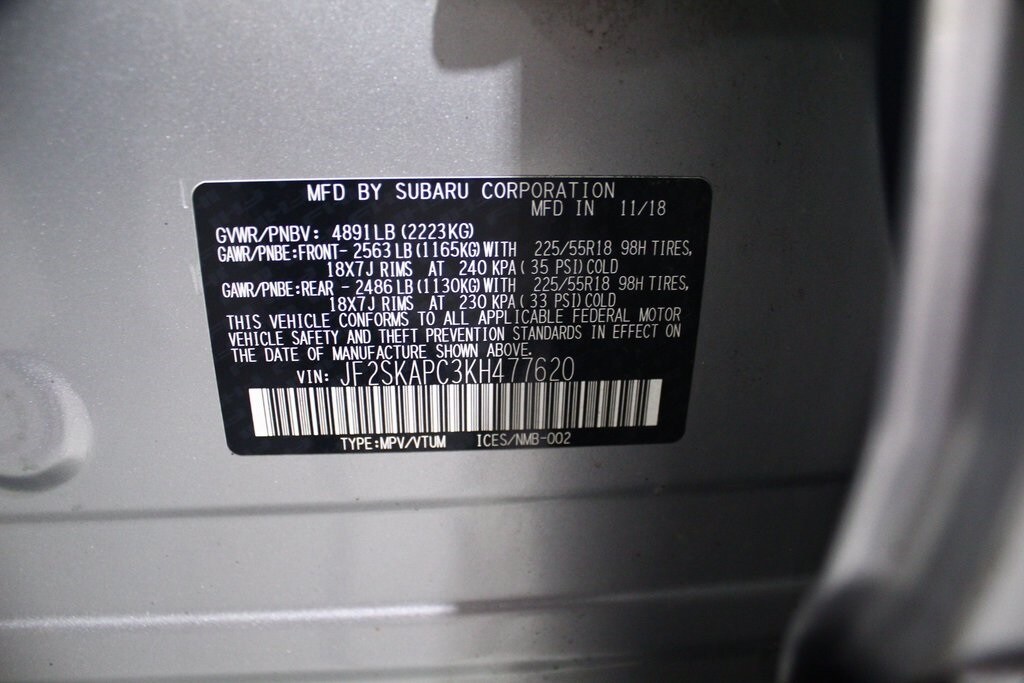 MFD BY SUBARU CORPORATION
MFD IN 11/18
GVWR/PNBV: 4891LB(2223KG)
GAWR/PNBE:FRONT- 2563LB(1165KG)WITH 225/55R18 98H TIRES,
18X7J RIMS AT 240 KPA( 35 PSI)COLD
GAWR/PNBE:REAR - 2486LB(1130KG)WITH 225/55R18 98H TIRES,
18X7J RIMS AT 230 KPA( 33 PSI)COLD
THIS VEHICLE CONFORMS TO ALL APPLICABLE FEDERAL MOTOR
VEHICLE SAFETY AND THEFT PREVENTION STANDARDS IN EFFECT ON
THE DATE OF MANUFACTURE SHOWN ABOVE.
VIN: JF2SKAPC3KH477620
TYPE:MPV/VTUM ICES/NMB-002